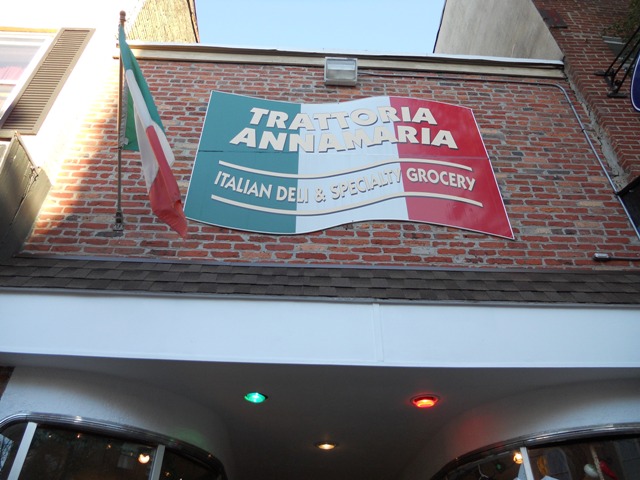 TRATTORIA
ANNAMARIA
ITALIAN DELI & SPECIALTY GROCERY